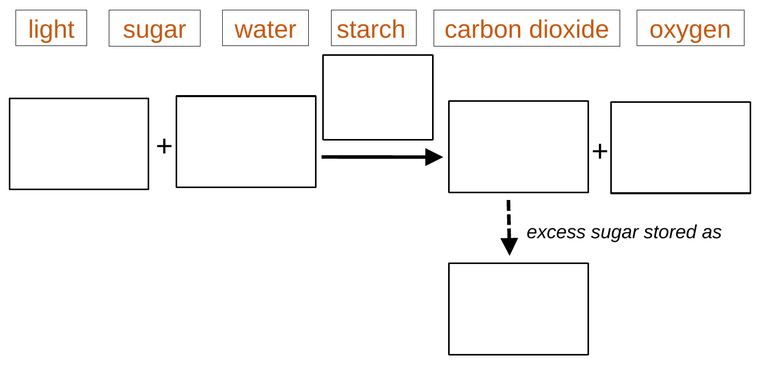 light sugar water starch carbon dioxide oxygen
+ +
excess sugar stored as